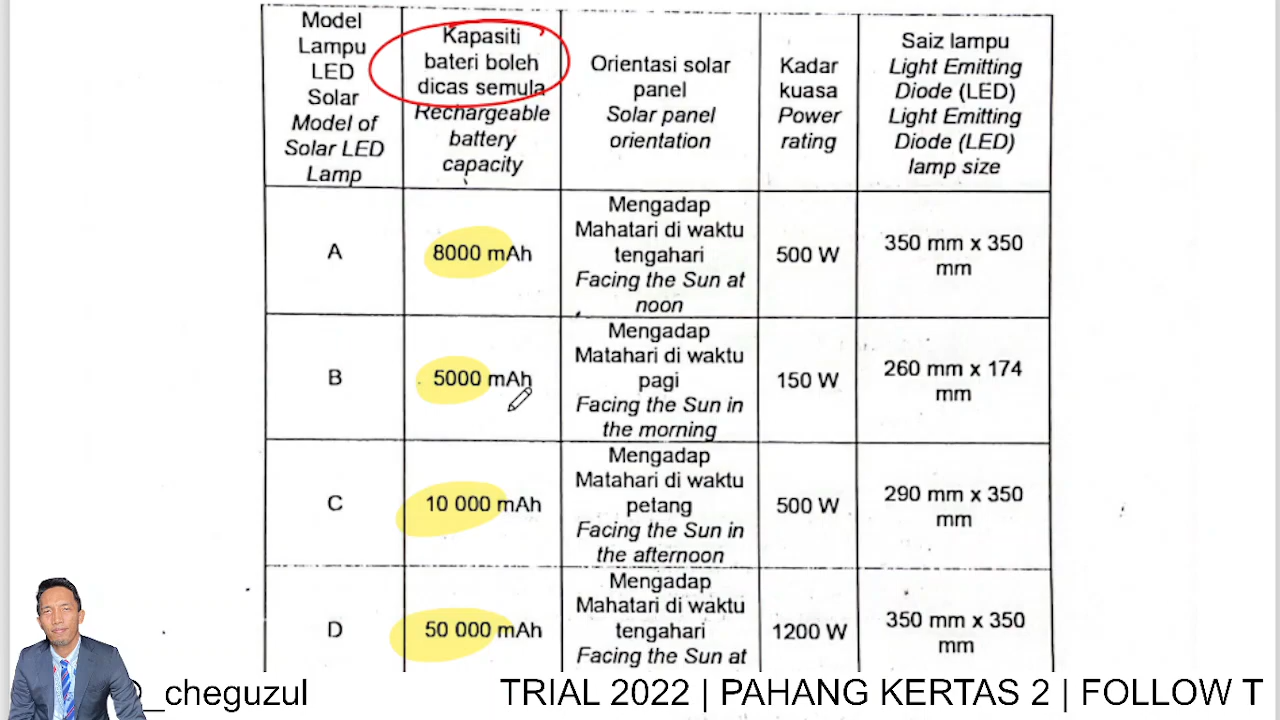 Model
Lampu
LED
Solar
Model of
Solar LED
Lamp
Kapasiti
bateri boleh
dicas semula
Rechargeable
battery
capacity
Orientasi solar
panel
Solar panel
orientation
Kadar
kuasa
Power
rating
Saiz lampu
Light Emitting
Diode (LED)
Light Emitting
Diode (LED)
lamp size
A
8000 mAh
Mengadap
Mahatari di waktu
tengahari
Facing the Sun at
noon
500 W
350 mm x 350
mm
B
5000 mAh
Mengadap
Matahari di waktu
pagi
Facing the Sun in
the morning
150 W
260 mm x 174
mm
C
10 000 mAh
Mengadap
Matahari di waktu
petang
Facing the Sun in
the afternoon
500 W
290 mm x 350
mm
D
50 000 mAh
Mengadap
Mahatari di waktu
tengahari
Facing the Sun at
1200 W
350 mm x 350
mm
_cheguzul
TRIAL 2022 | PAHANG KERTAS 2 | FOLLOW T